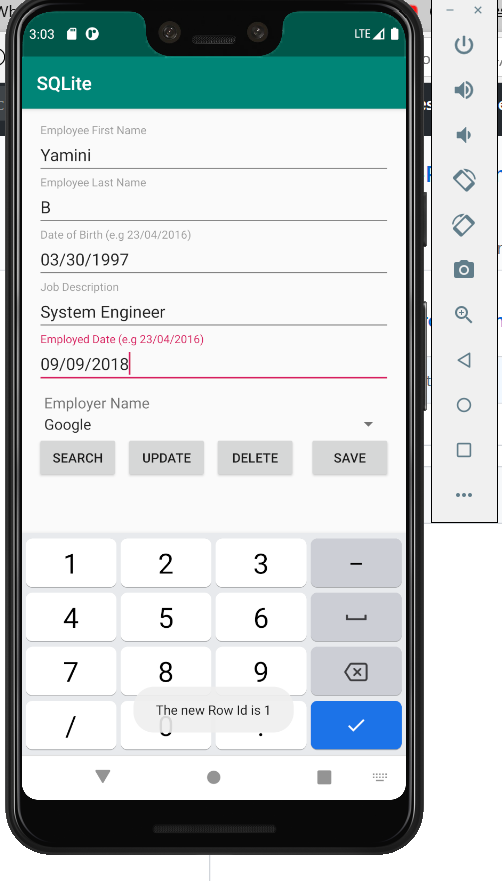 3:03 LTE
SQLite
Employee First Name
Yamini
Employee Last Name
B
Date of Birth (e.g 23/04/2016)
03/30/1997
Job Description
System Engineer
Employed Date (e.g 23/04/2016)
09/09/2018
Employer Name
Google
SEARCH UPDATE DELETE SAVE
1 2 3 −
4 5 6
7 8 9
The new Row Id is 1
/ 0 .